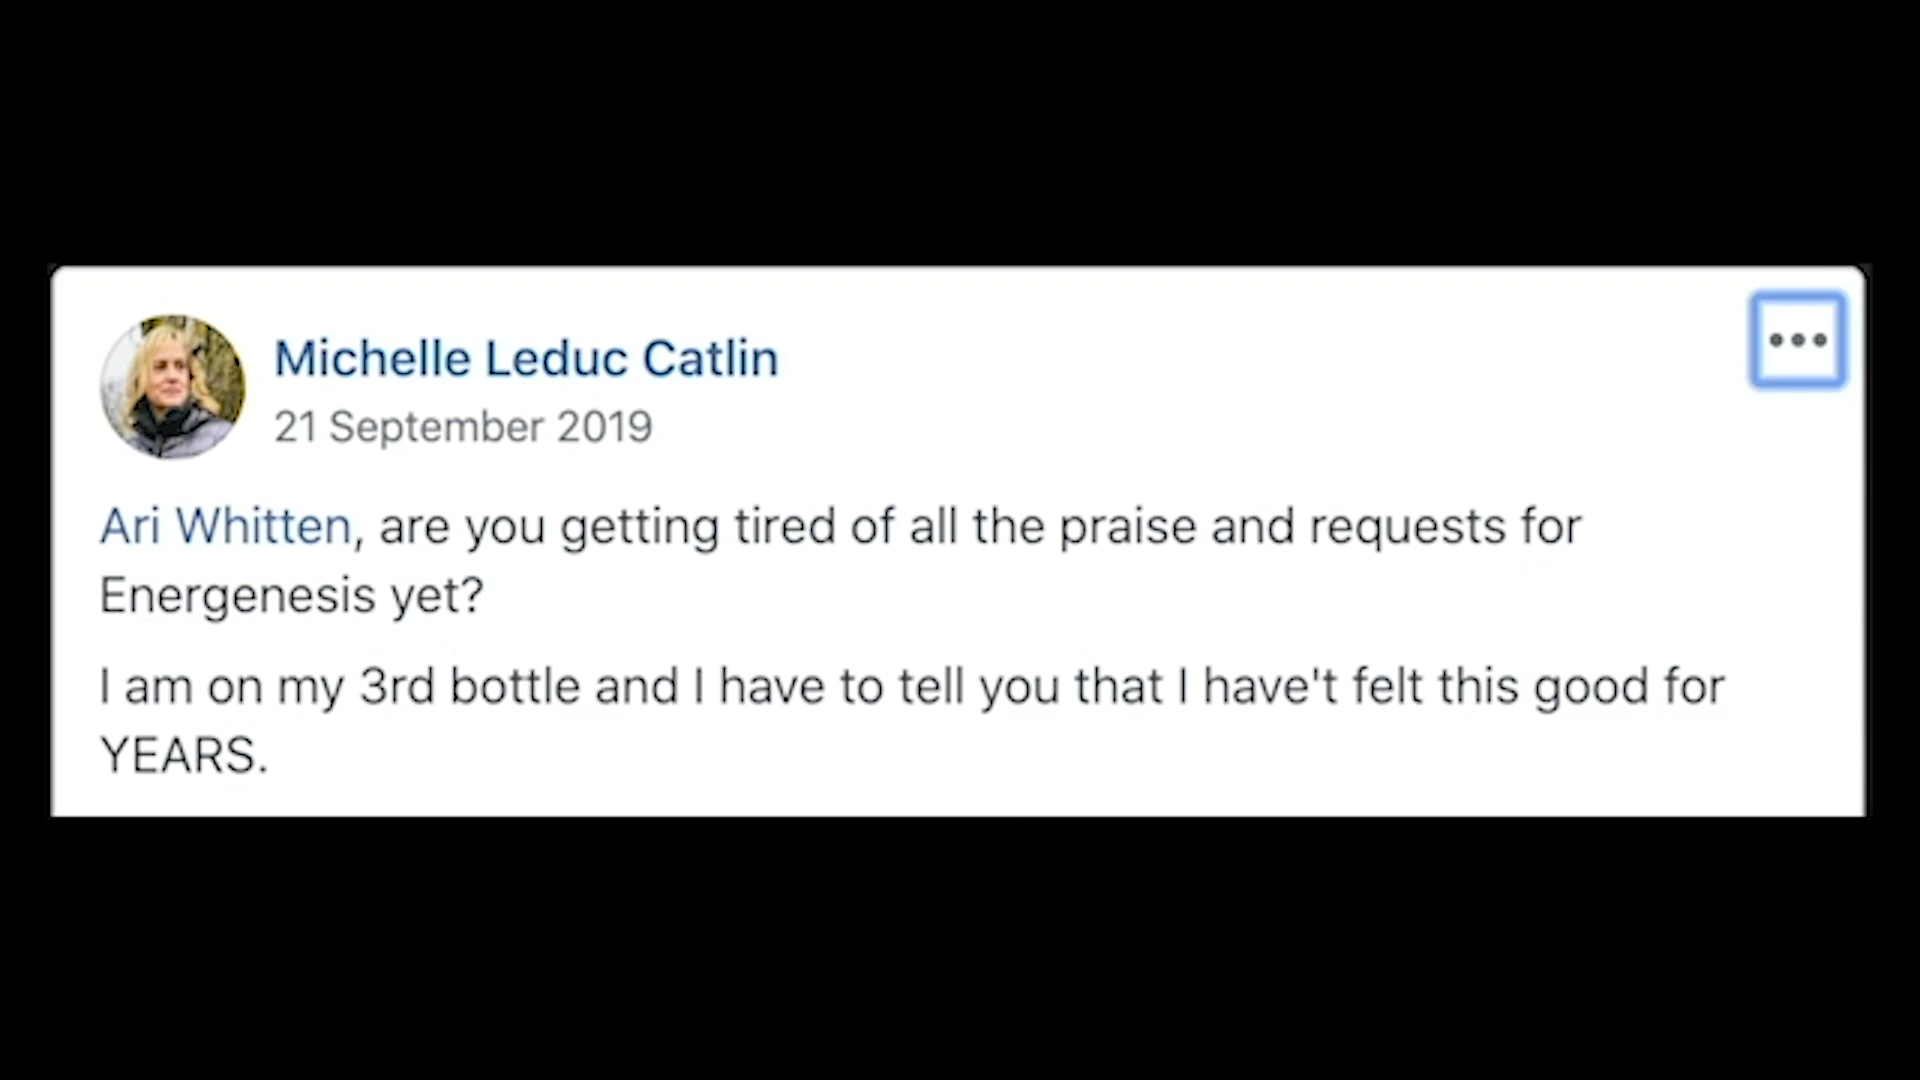 Michelle Leduc Catlin
21 September 2019
Ari Whitten, are you getting tired of all the praise and requests for
Energenesis yet?
I am on my 3rd bottle and I have to tell you that I have't felt this good for
YEARS.